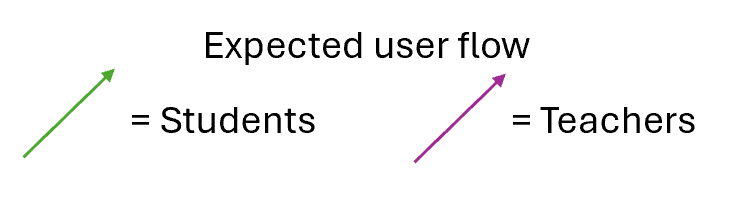 Expected user flow
= Students
= Teachers